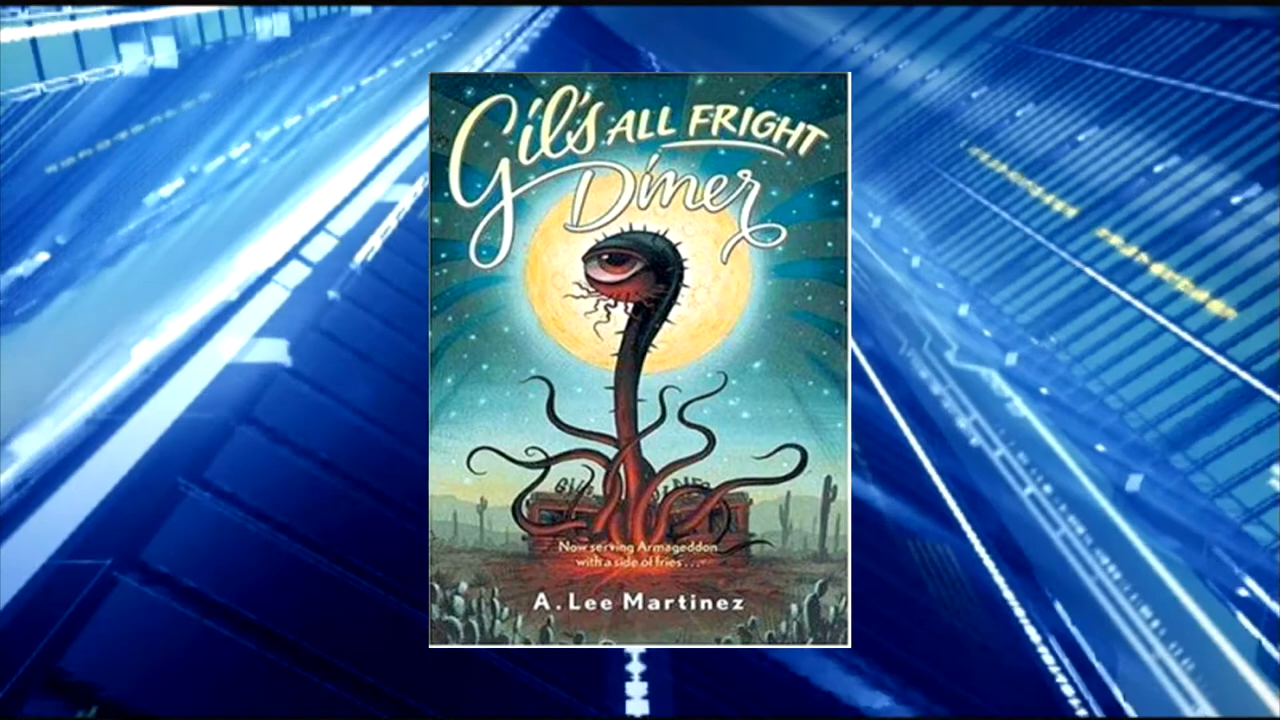 Gil's ALL FRIGHT
Diner
Now serving Armageddon
with a side of fries . . .
A. Lee Martinez